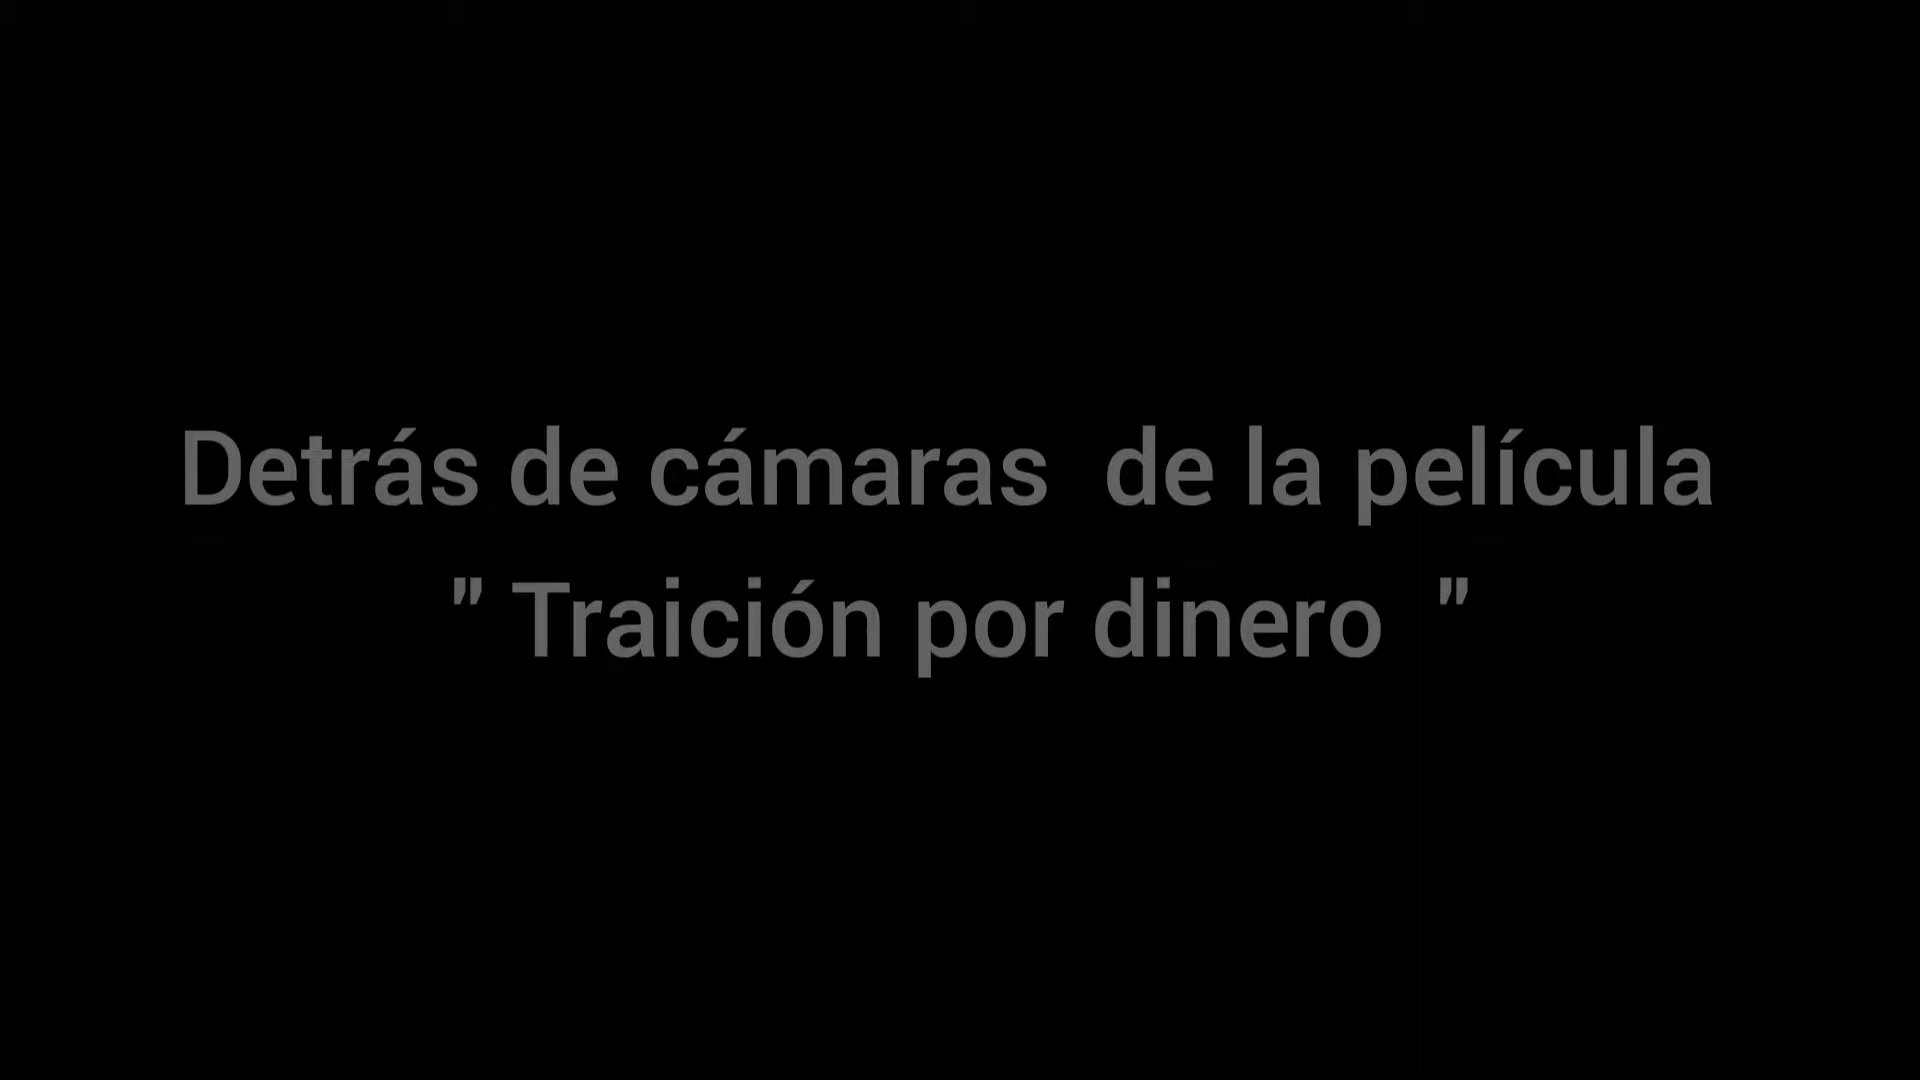 Detrás de cámaras  de la película
" Traición por dinero  "